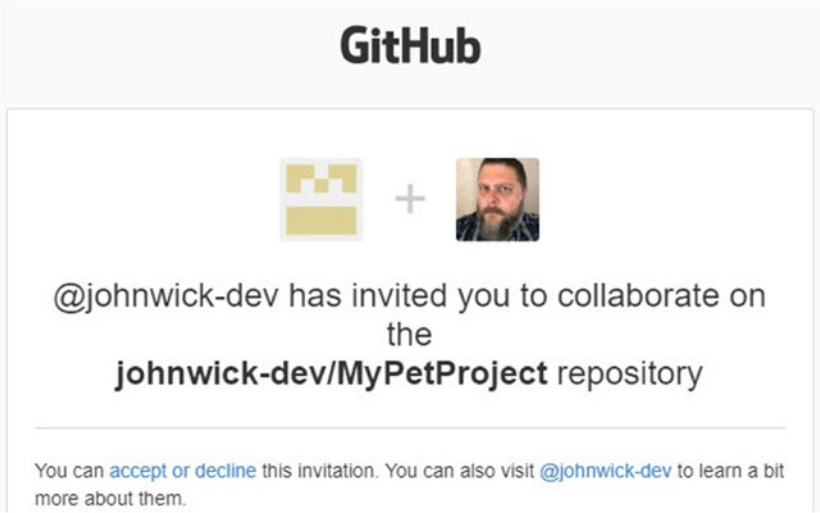 GitHub
@johnwick-dev has invited you to collaborate on
the
johnwick-dev/MyPetProject repository
You can accept or decline this invitation. You can also visit @johnwick-dev to learn a bit
more about them.